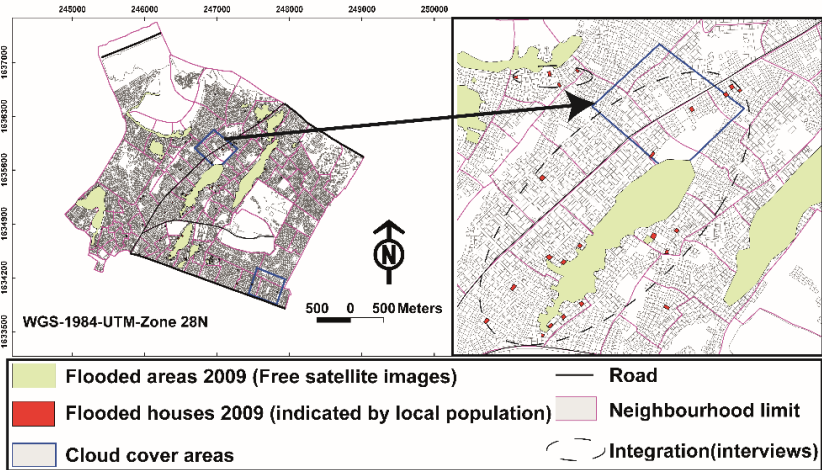 245000 246000 247000 248000 249000 250000
1637000
1636300
1635600
1634900
1634200
1633500
N
500 0 500 Meters
WGS-1984-UTM-Zone 28N
Flooded areas 2009 (Free satellite images)
Flooded houses 2009 (indicated by local population)
Cloud cover areas
Road
Neighbourhood limit
Integration(interviews)